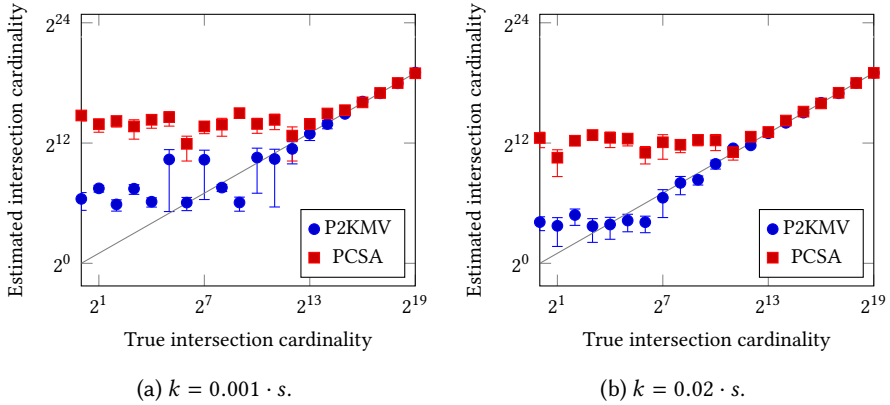 Estimated intersection cardinality
2^24
2^12
2^0
P2KMV
PCSA
2^1 2^7 2^13 2^19
True intersection cardinality
(a) k = 0.001 · s.
Estimated intersection cardinality
2^24
2^12
2^0
P2KMV
PCSA
2^1 2^7 2^13 2^19
True intersection cardinality
(b) k = 0.02 · s.